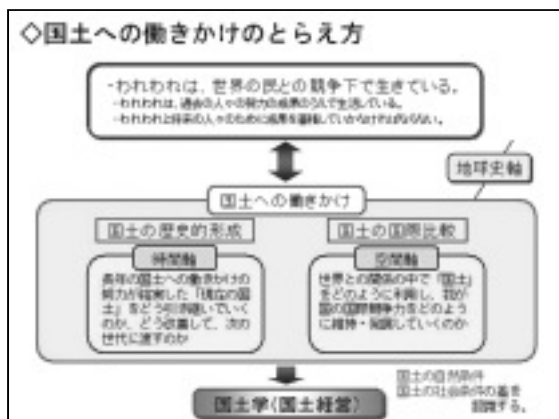 ◇国土への働きかけのとらえ方
・われわれは、世界の民との競争下で生きている。
・われわれは、過去の人々の努力の成果のうえで生活している。
・われわれは将来の人々のために成果を蓄積していかなければならない。
地球史軸
国土への働きかけ
国土の歴史的形成
時間軸
長年の国土への働きかけの
努力が結実した「現在の国
土」をどう引き継いでいく
のか、どう改善して、次の
世代に渡すのか
国土の国際比較
空間軸
世界との関係の中で「国土」
をどのように利用し、我が
国の国際競争力をどのよう
に維持・発展していくのか
国土学(国土経営)
国土の自然条件
国土の社会条件の差を
認識する。